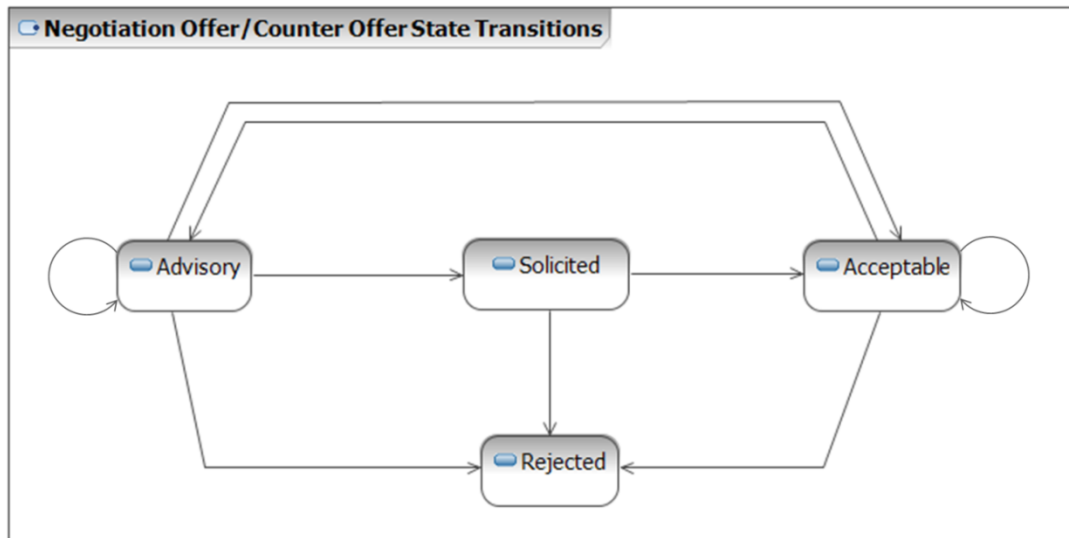 Negotiation Offer/Counter Offer State Transitions
Advisory
Solicited
Acceptable
Rejected